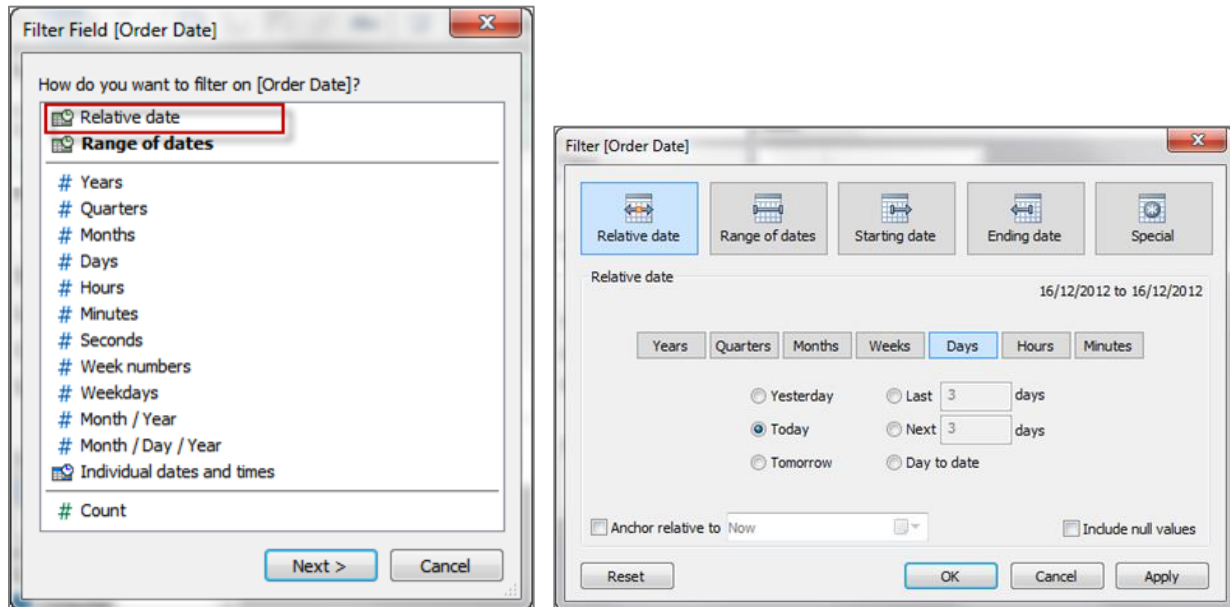 Filter Field [Order Date]
How do you want to filter on [Order Date]?
Relative date
Range of dates
# Years
# Quarters
# Months
# Days
# Hours
# Minutes
# Seconds
# Week numbers
# Weekdays
# Month / Year
# Month / Day / Year
Individual dates and times
# Count
Next > Cancel
Filter [Order Date]
Relative date Range of dates Starting date Ending date Special
Relative date
16/12/2012 to 16/12/2012
Years Quarters Months Weeks Days Hours Minutes
Yesterday Last 3 days
Today Next 3 days
Tomorrow Day to date
Anchor relative to Now Include null values
Reset OK Cancel Apply